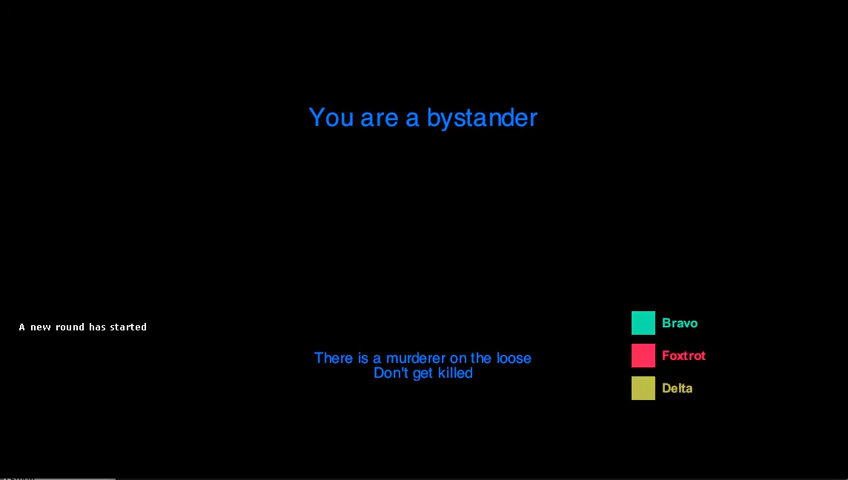 You are a bystander
A new round has started
There is a murderer on the loose
Don't get killed
Bravo
Foxtrot
Delta